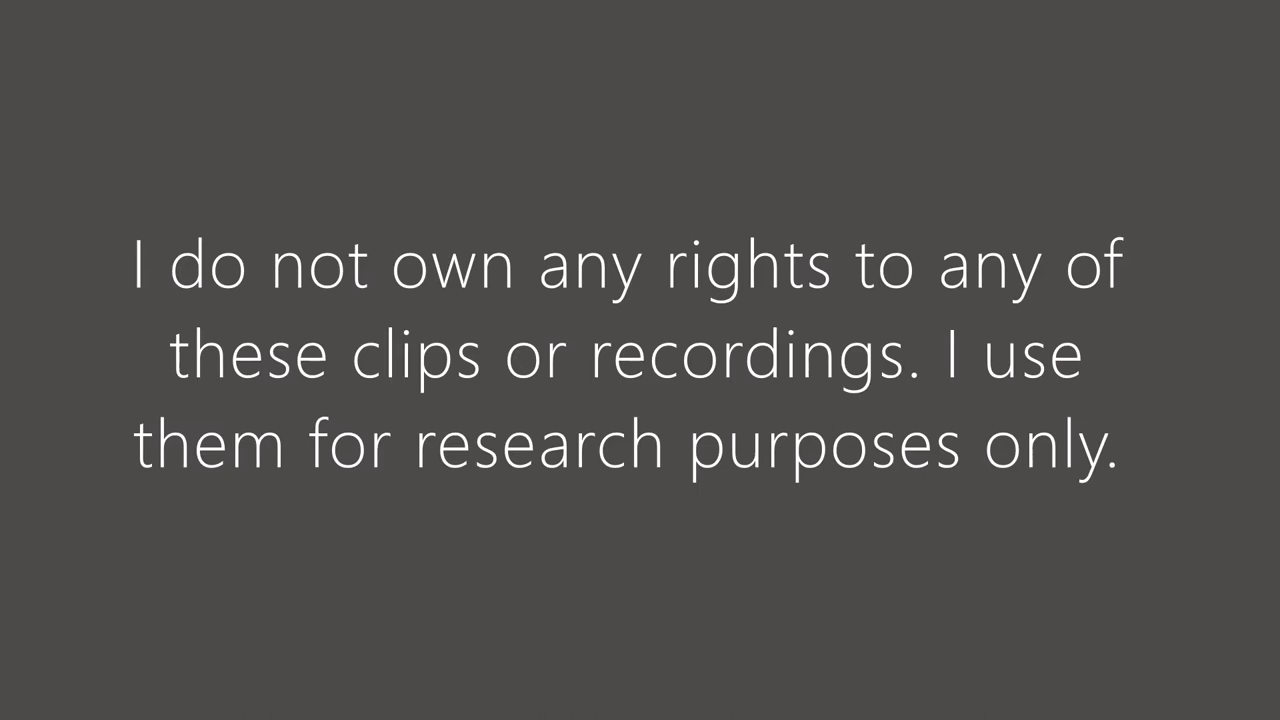 I do not own any rights to any of
these clips or recordings. I use
them for research purposes only.